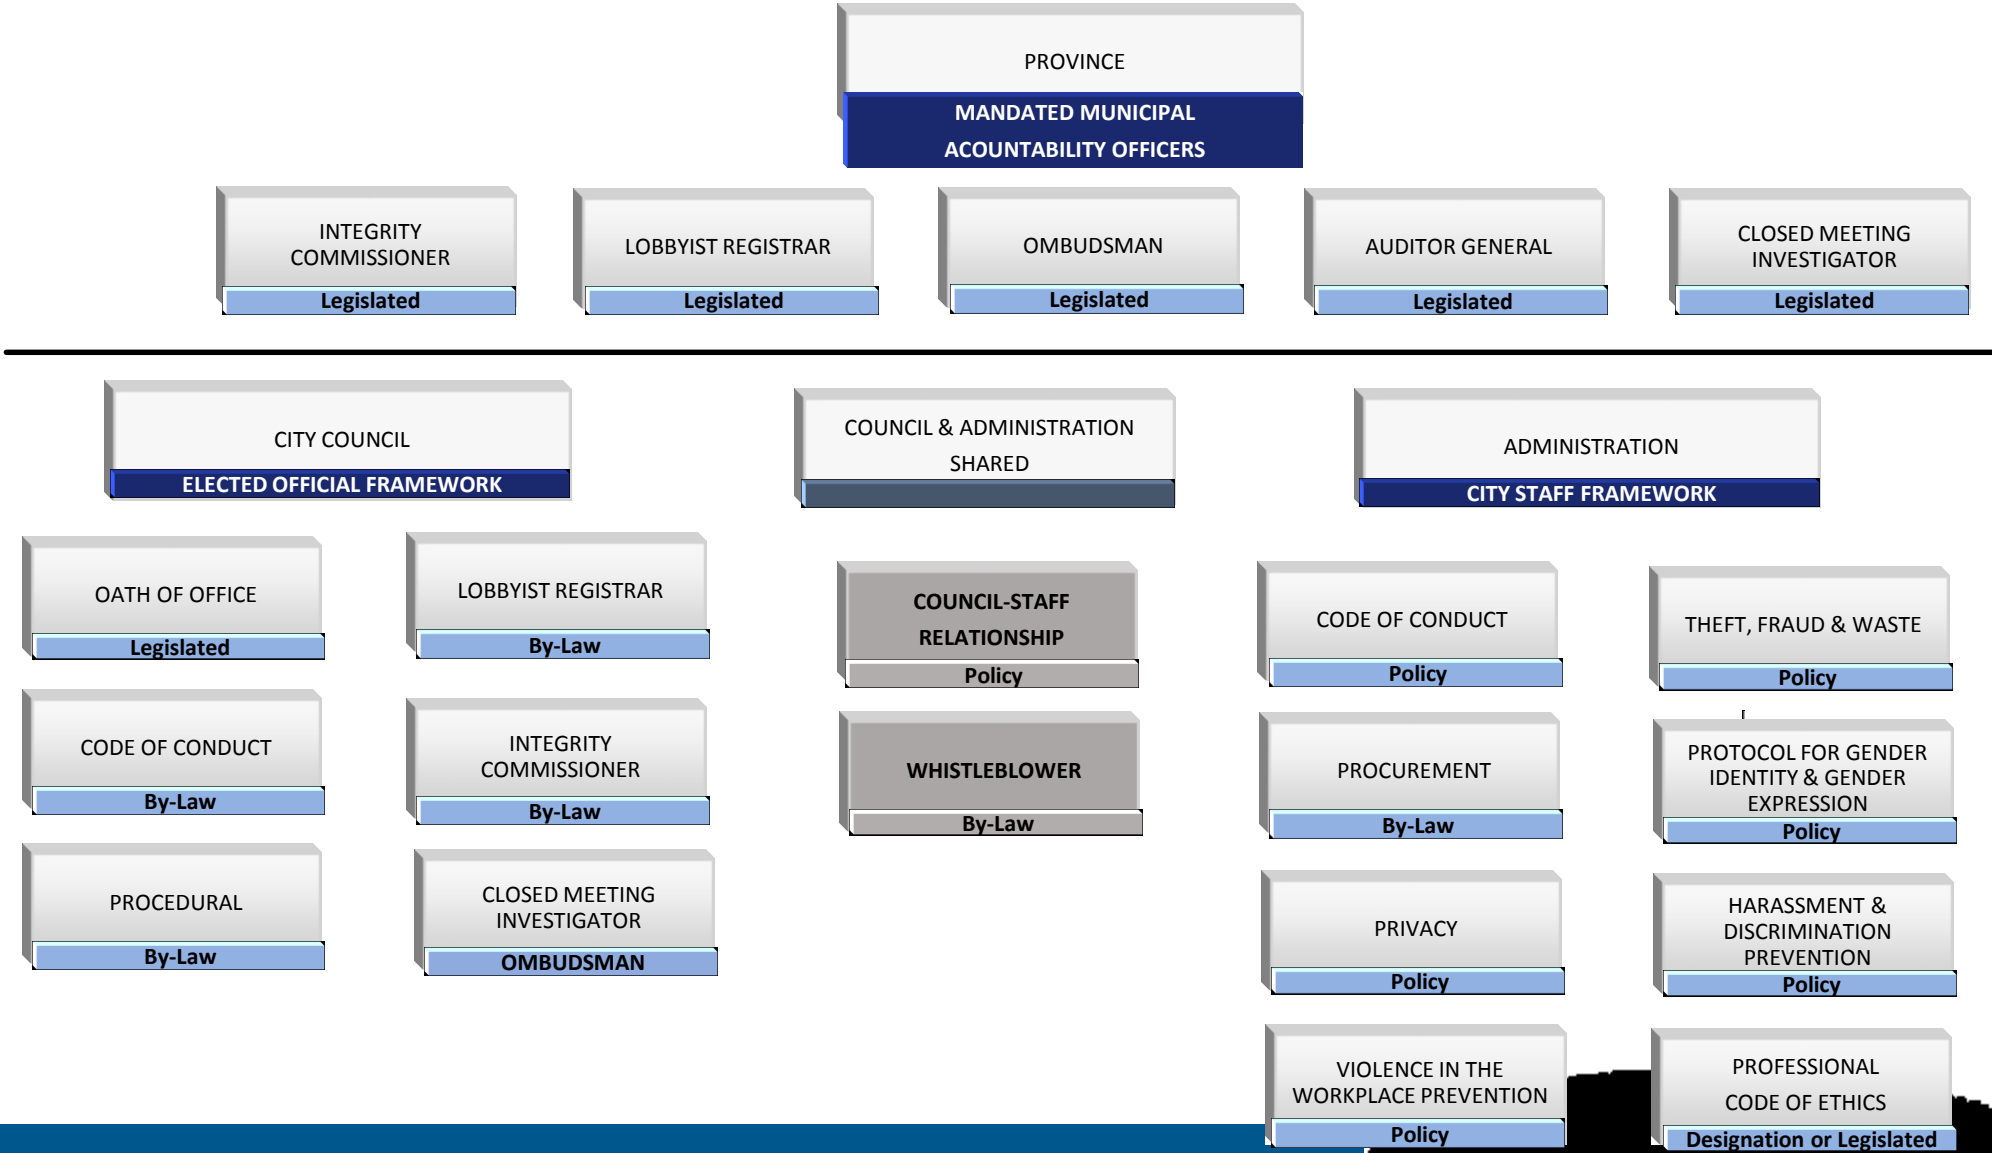 PROVINCE
MANDATED MUNICIPAL
ACOUNTABILITY OFFICERS
INTEGRITY
COMMISSIONER
Legislated
LOBBYIST REGISTRAR
Legislated
OMBUDSMAN
Legislated
AUDITOR GENERAL
Legislated
CLOSED MEETING
INVESTIGATOR
Legislated
CITY COUNCIL
ELECTED OFFICIAL FRAMEWORK
OATH OF OFFICE
Legislated
LOBBYIST REGISTRAR
By-Law
CODE OF CONDUCT
By-Law
INTEGRITY
COMMISSIONER
By-Law
PROCEDURAL
By-Law
CLOSED MEETING
INVESTIGATOR
OMBUDSMAN
COUNCIL & ADMINISTRATION
SHARED
COUNCIL-STAFF
RELATIONSHIP
Policy
WHISTLEBLOWER
By-Law
ADMINISTRATION
CITY STAFF FRAMEWORK
CODE OF CONDUCT
Policy
THEFT, FRAUD & WASTE
Policy
PROCUREMENT
By-Law
PROTOCOL FOR GENDER
IDENTITY & GENDER
EXPRESSION
Policy
PRIVACY
Policy
HARASSMENT &
DISCRIMINATION
PREVENTION
Policy
VIOLENCE IN THE
WORKPLACE PREVENTION
Policy
PROFESSIONAL
CODE OF ETHICS
Designation or Legislated